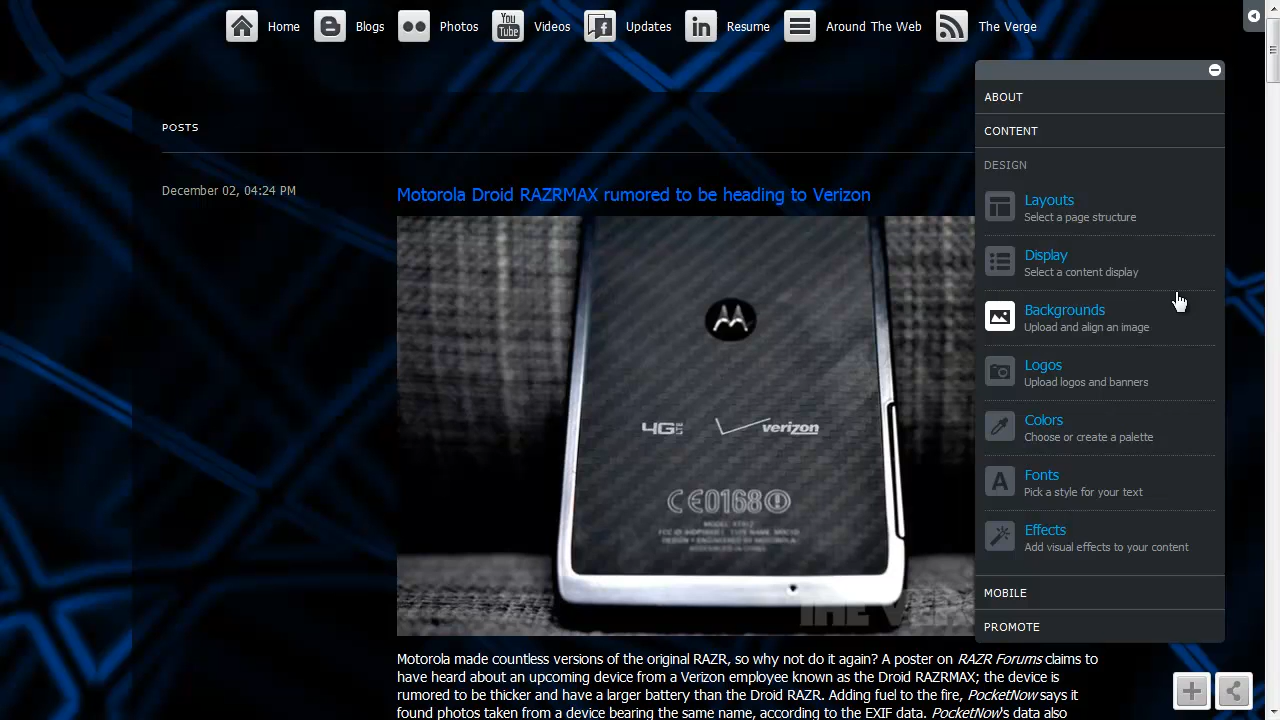 Home
Blogs
Photos
You Tube
Videos
f
Updates
in
Resume
Around The Web
The Verge
POSTS
December 02, 04:24 PM
Motorola Droid RAZRMAX rumored to be heading to Verizon
4G LTE
verizon
CE0168
Motorola made countless versions of the original RAZR, so why not do it again? A poster on RAZR Forums claims to
have heard about an upcoming device from a Verizon employee known as the Droid RAZRMAX; the device is
rumored to be thicker and have a larger battery than the Droid RAZR. Adding fuel to the fire, PocketNow says it
found photos taken from a device bearing the same name, according to the EXIF data. PocketNow's data also
ABOUT
CONTENT
DESIGN
Layouts
Select a page structure
Display
Select a content display
Backgrounds
Upload and align an image
Logos
Upload logos and banners
Colors
Choose or create a palette
A
Fonts
Pick a style for your text
Effects
Add visual effects to your content
MOBILE
PROMOTE